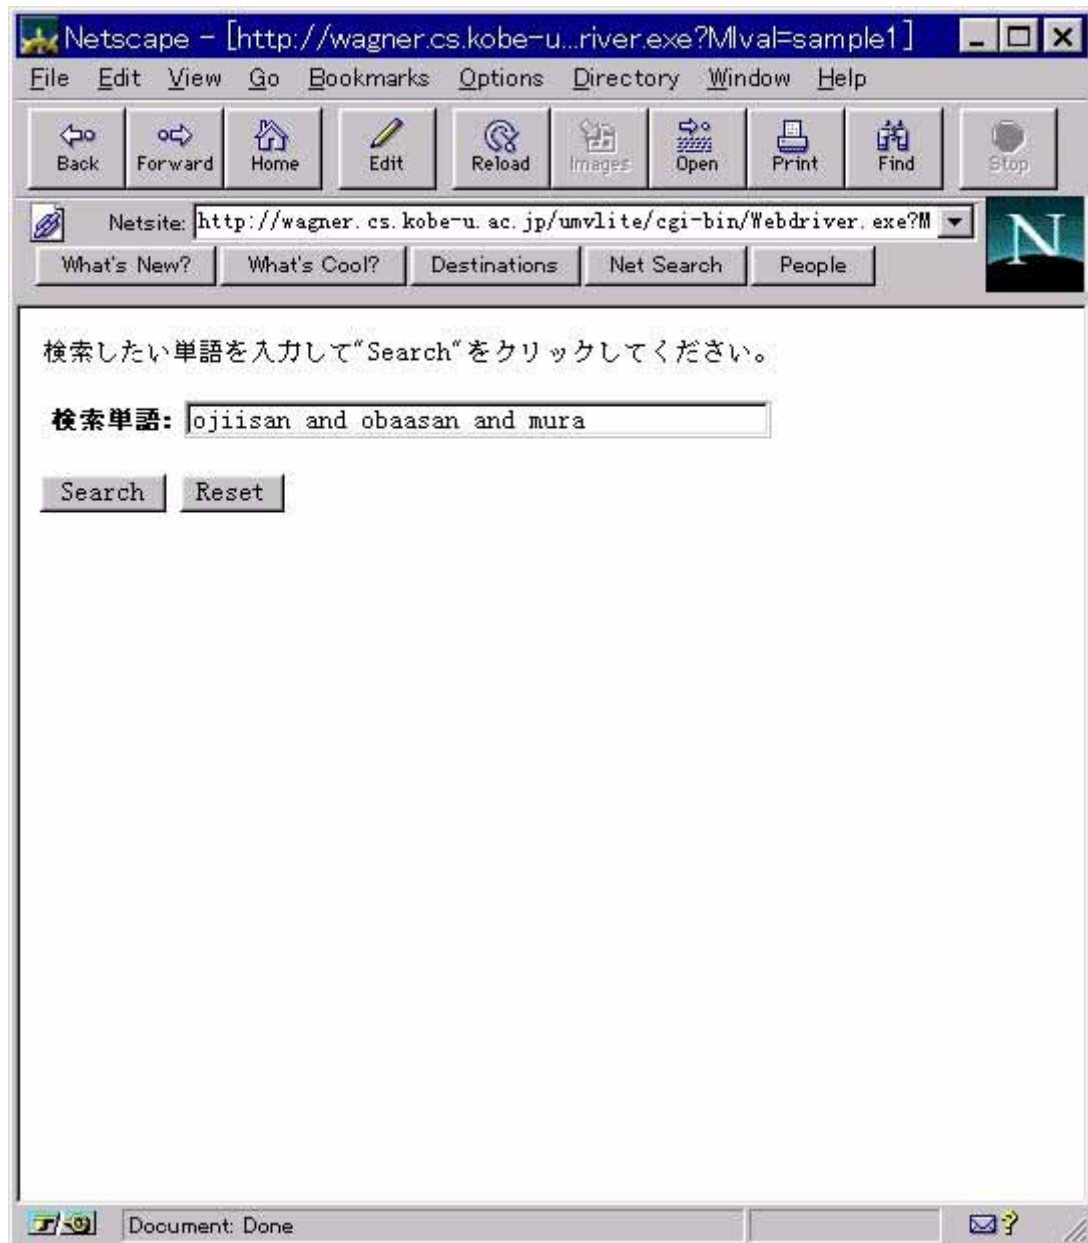 Netscape - [http://wagner.cs.kobe-u...river.exe?MIval=sample1]
File Edit View Go Bookmarks Options Directory Window Help
Back Forward Home Edit Reload Images Open Print Find Stop
Netsite: http://wagner.cs.kobe-u.ac.jp/umvlite/cgi-bin/Webdriver.exe?M
N
What's New? What's Cool? Destinations Net Search People
検索したい単語を入力して"Search"をクリックしてください。
検索単語: ojiisan and obaasan and mura
Search Reset
Document: Done